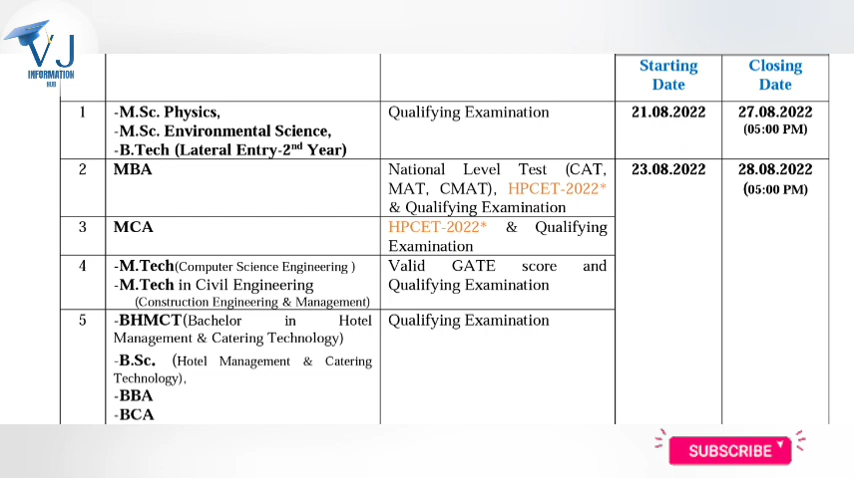 VJ
INFORMATION
HUB
Starting
Date
Closing
Date
1
-M.Sc. Physics,
-M.Sc. Environmental Science,
-B.Tech (Lateral Entry-2nd Year)
Qualifying Examination
21.08.2022
27.08.2022
(05:00 PM)
2
MBA
National Level Test (CAT,
MAT, CMAT), HPCET-2022*
& Qualifying Examination
23.08.2022
28.08.2022
(05:00 PM)
3
MCA
HPCET-2022* & Qualifying
Examination
4
-M.Tech(Computer Science Engineering )
-M.Tech in Civil Engineering
(Construction Engineering & Management)
Valid GATE score and
Qualifying Examination
5
-BHMCT(Bachelor in Hotel
Management & Catering Technology)
-B.Sc. (Hotel Management & Catering
Technology),
-BBA
-BCA
Qualifying Examination
SUBSCRIBE